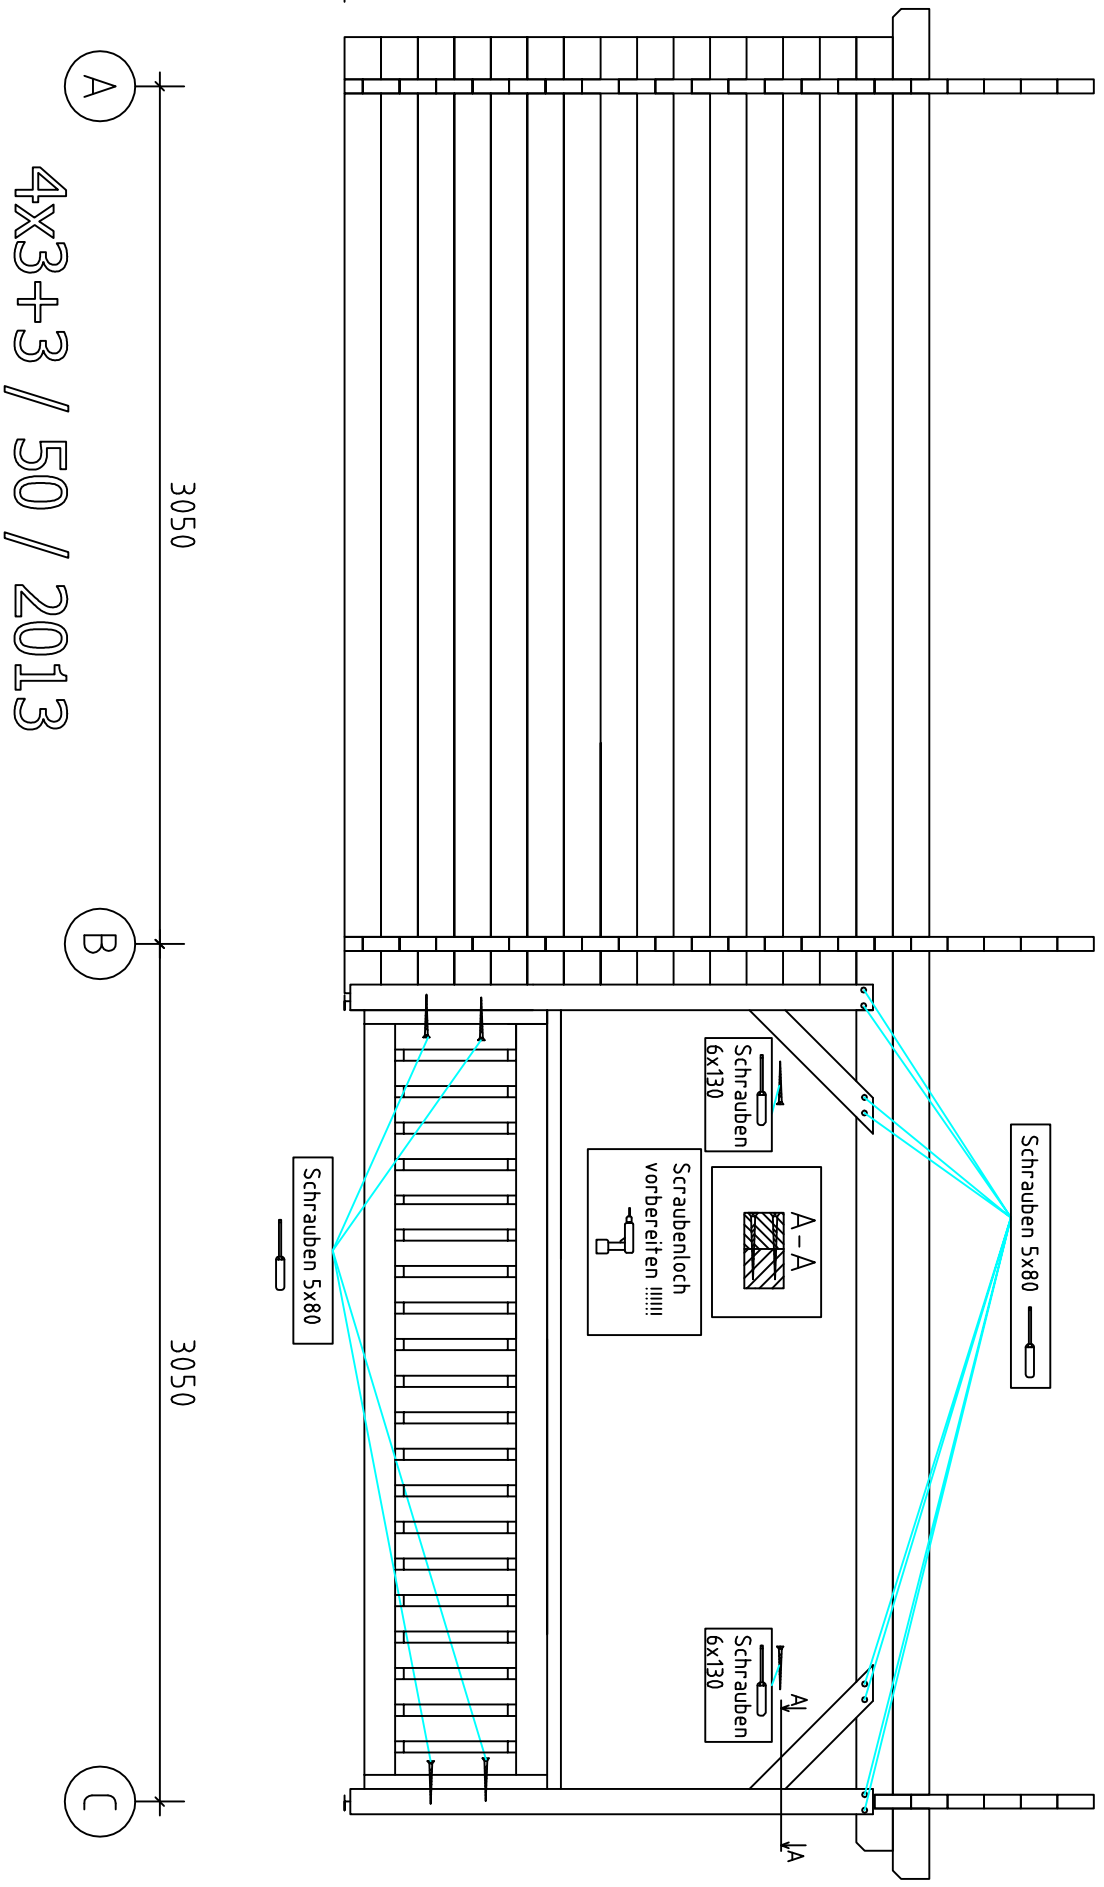 Schrauben 5x80
Schrauben
6x130
A-A
Scraubenloch
vorbereiten !!!!!!
Schrauben
6x130
A
A
Schrauben 5x80
3050
3050
A
B
C
4x3+3 / 50 / 2013